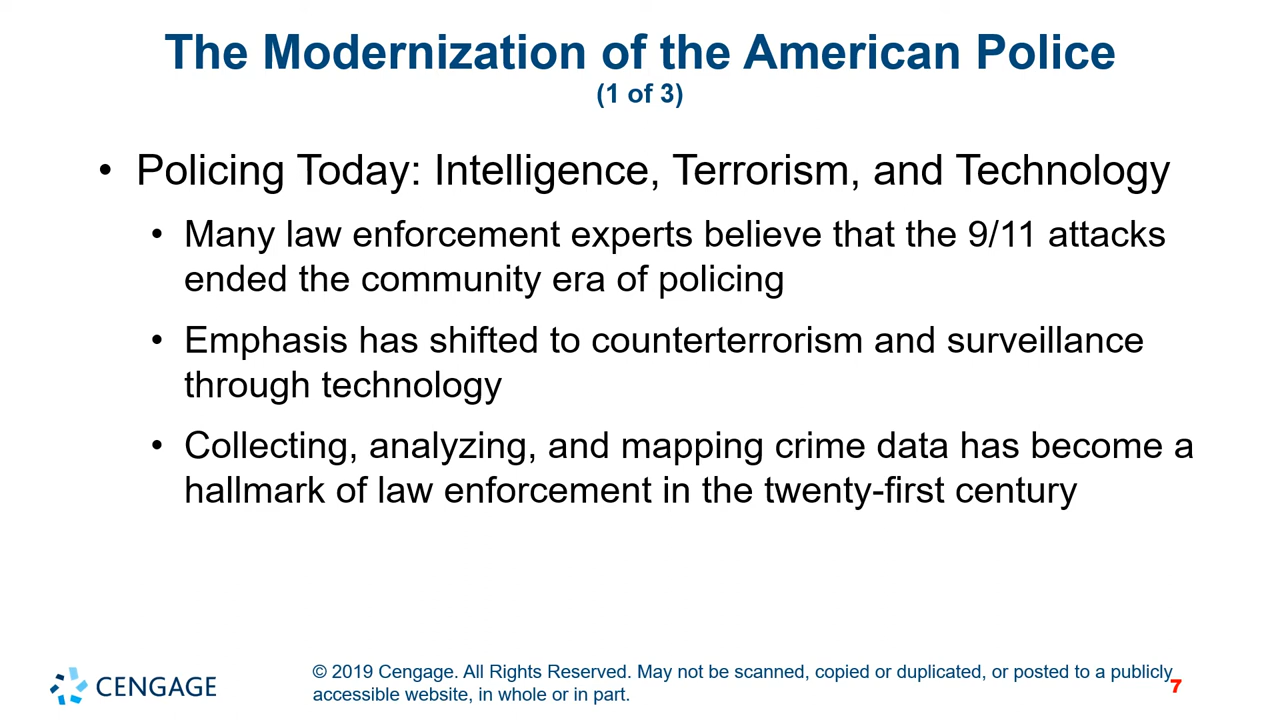 The Modernization of the American Police
(1 of 3)
• Policing Today: Intelligence, Terrorism, and Technology
• Many law enforcement experts believe that the 9/11 attacks
ended the community era of policing
• Emphasis has shifted to counterterrorism and surveillance
through technology
• Collecting, analyzing, and mapping crime data has become a
hallmark of law enforcement in the twenty-first century
CENGAGE
© 2019 Cengage. All Rights Reserved. May not be scanned, copied or duplicated, or posted to a publicly
accessible website, in whole or in part.
7